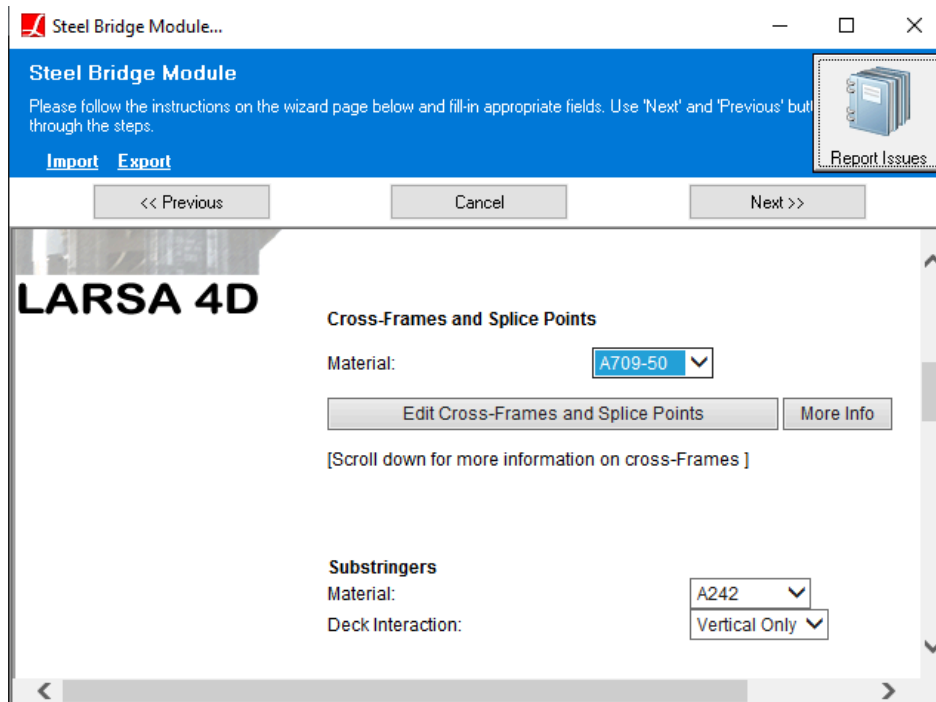 Steel Bridge Module...
Steel Bridge Module
Please follow the instructions on the wizard page below and fill-in appropriate fields. Use 'Next' and 'Previous' butt
through the steps.
Import Export
Report Issues
<< Previous Cancel Next >>
LARSA 4D
Cross-Frames and Splice Points
Material: A709-50
Edit Cross-Frames and Splice Points More Info
[Scroll down for more information on cross-Frames ]
Substringers
Material: A242
Deck Interaction: Vertical Only